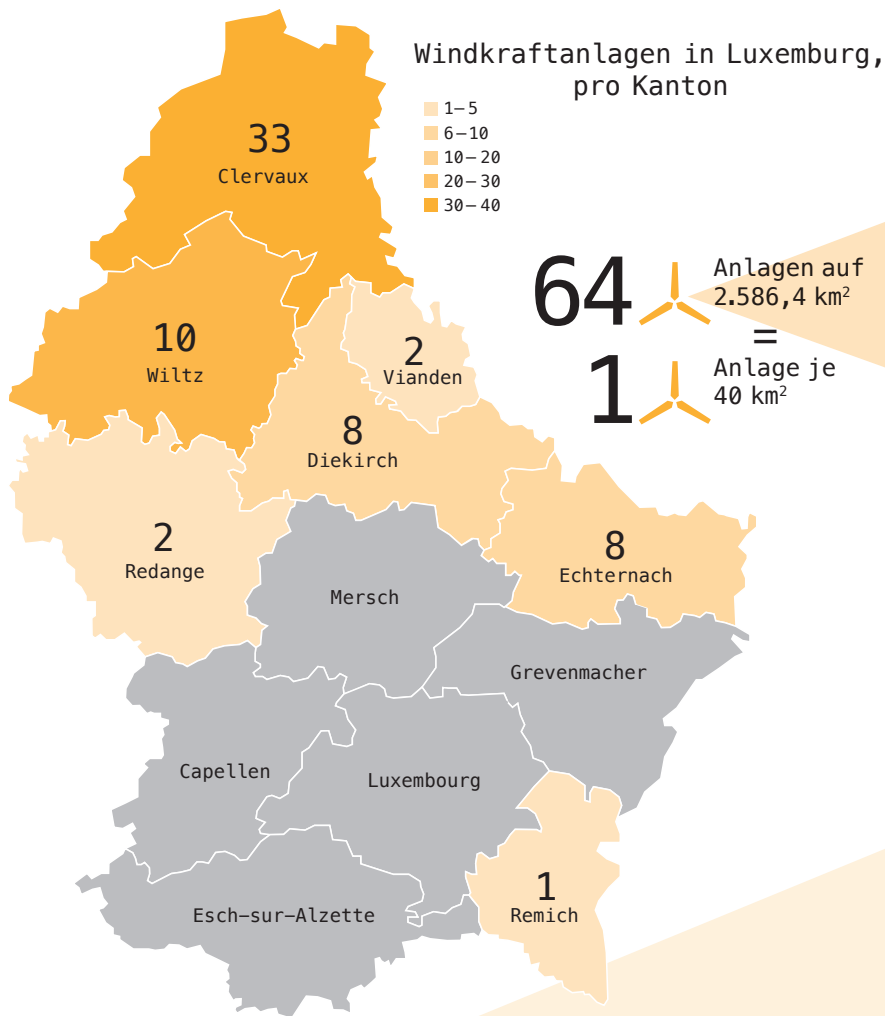 Windkraftanlagen in Luxemburg,
pro Kanton
1–5
6–10
10–20
20–30
30–40
64
Anlagen auf
2.586,4 km²
=
1
Anlage je
40 km²
33
Clervaux
10
Wiltz
2
Vianden
8
Diekirch
2
Redange
8
Echternach
Mersch
Grevenmacher
Capellen
Luxembourg
1
Remich
Esch–sur–Alzette